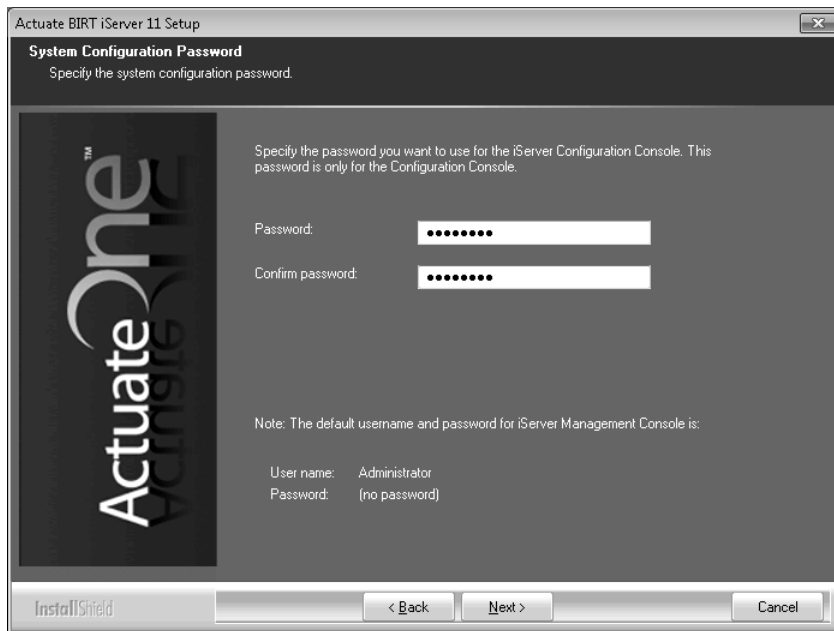 Actuate BIRT iServer 11 Setup
System Configuration Password
Specify the system configuration password.
Specify the password you want to use for the iServer Configuration Console. This
password is only for the Configuration Console.
Password:
••••••••
Confirm password:
••••••••
Note: The default username and password for iServer Management Console is:
User name: Administrator
Password: (no password)
ActuateOne™
InstallShield
< Back
Next >
Cancel